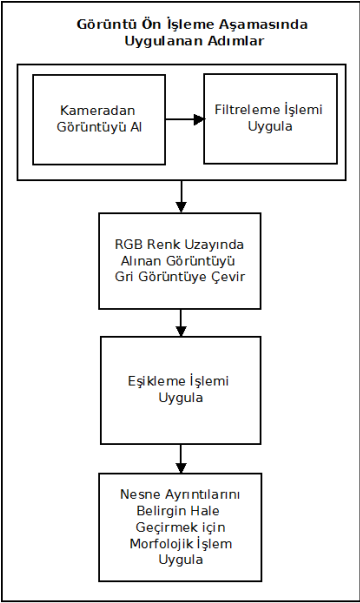 Görüntü Ön İşleme Aşamasında
Uygulanan Adımlar
Kameradan
Görüntüyü Al
Filtreleme İşlemi
Uygula
RGB Renk Uzayında
Alınan Görüntüyü
Gri Görüntüye Çevir
Eşikleme İşlemi
Uygula
Nesne Ayrıntılarını
Belirgin Hale
Geçirmek için
Morfolojik İşlem
Uygula